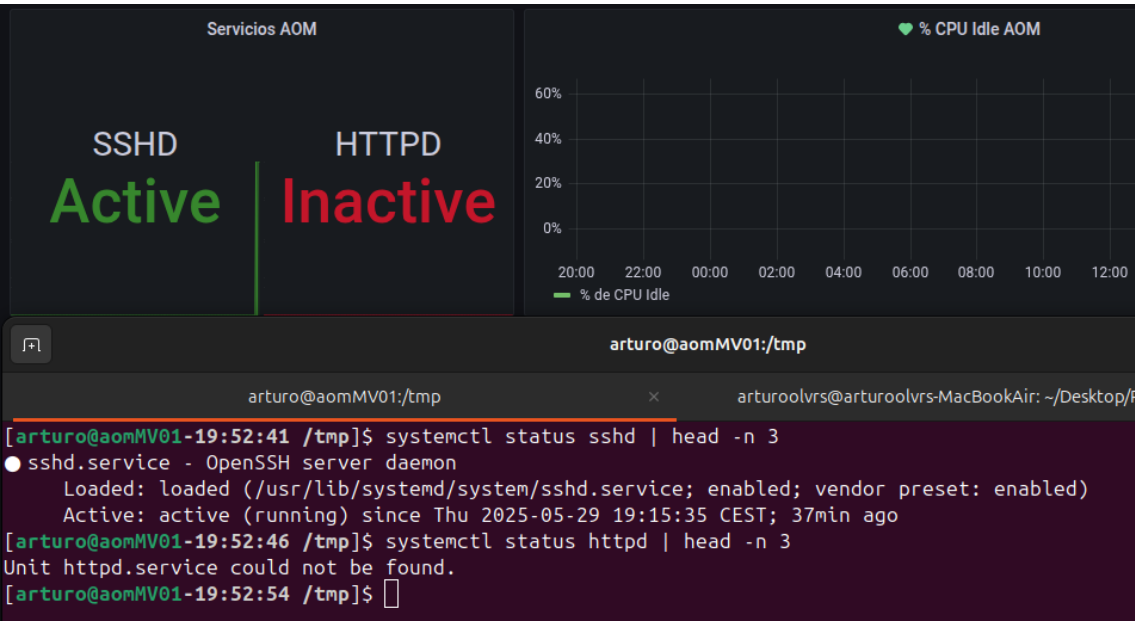 Servicios AOM
SSHD
Active
HTTPD
Inactive
% CPU Idle AOM
60%
40%
20%
0%
20:00 22:00 00:00 02:00 04:00 06:00 08:00 10:00 12:00
% de CPU Idle
arturo@aomMV01:/tmp
arturo@aomMV01:/tmp × arturoolvrs@arturoolvrs-MacBookAir: ~/Desktop/
[arturo@aomMV01-19:52:41 /tmp]$ systemctl status sshd | head -n 3
● sshd.service - OpenSSH server daemon
Loaded: loaded (/usr/lib/systemd/system/sshd.service; enabled; vendor preset: enabled)
Active: active (running) since Thu 2025-05-29 19:15:35 CEST; 37min ago
[arturo@aomMV01-19:52:46 /tmp]$ systemctl status httpd | head -n 3
Unit httpd.service could not be found.
[arturo@aomMV01-19:52:54 /tmp]$